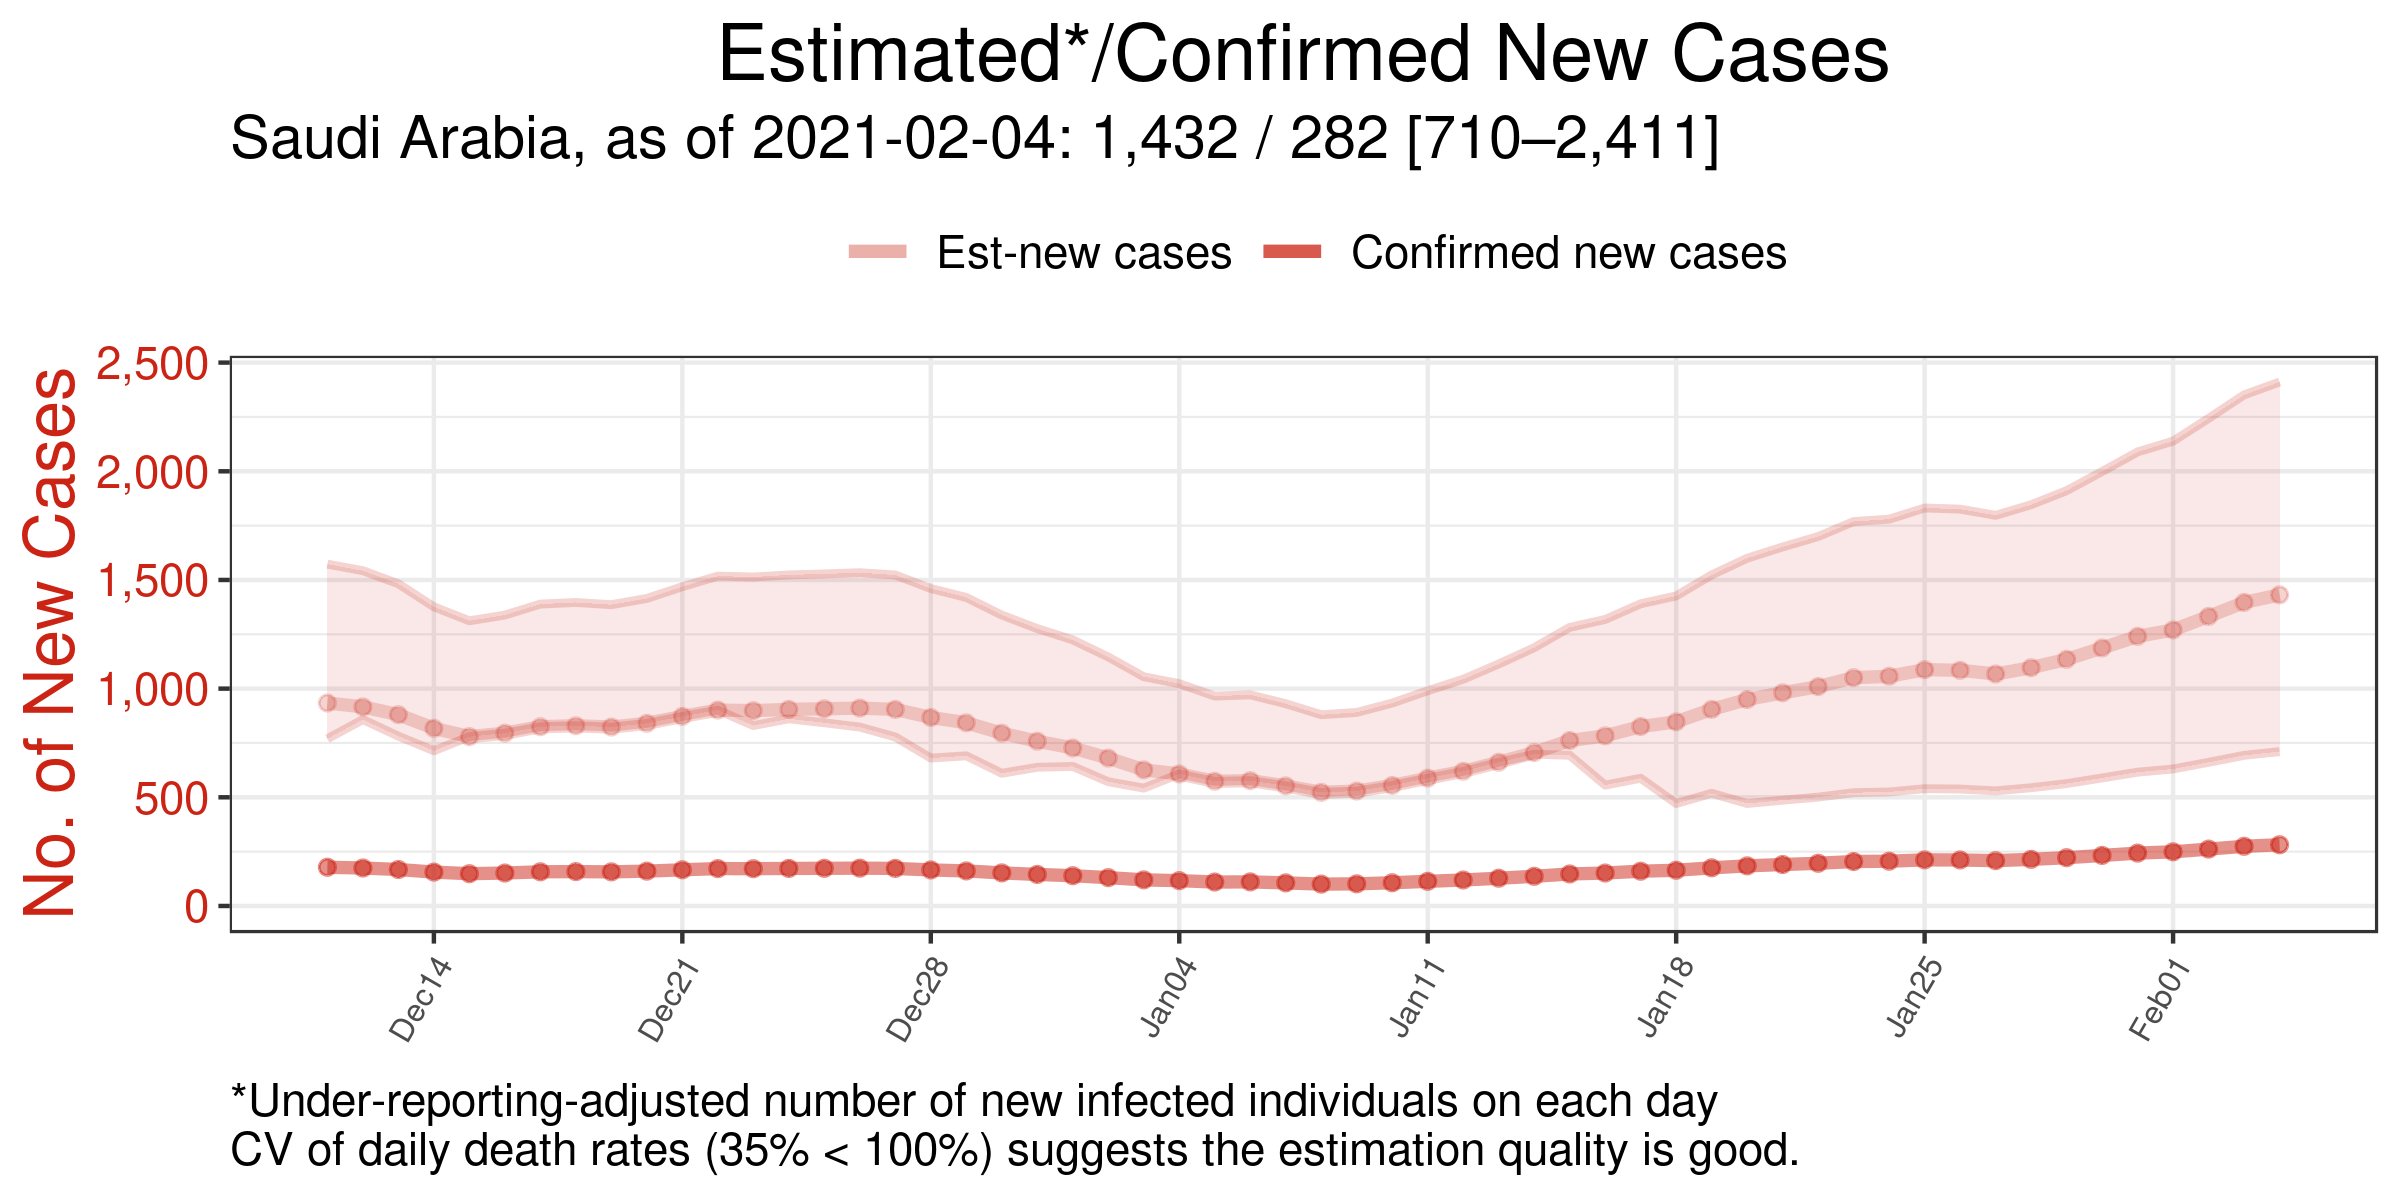 Estimated*/Confirmed New Cases
Saudi Arabia, as of 2021-02-04: 1,432 / 282 [710–2,411]
Est-new cases
Confirmed new cases
No. of New Cases
2,500
2,000
1,500
1,000
500
0
Dec14
Dec21
Dec28
Jan04
Jan11
Jan18
Jan25
Feb01
*Under-reporting-adjusted number of new infected individuals on each day
CV of daily death rates (35% < 100%) suggests the estimation quality is good.